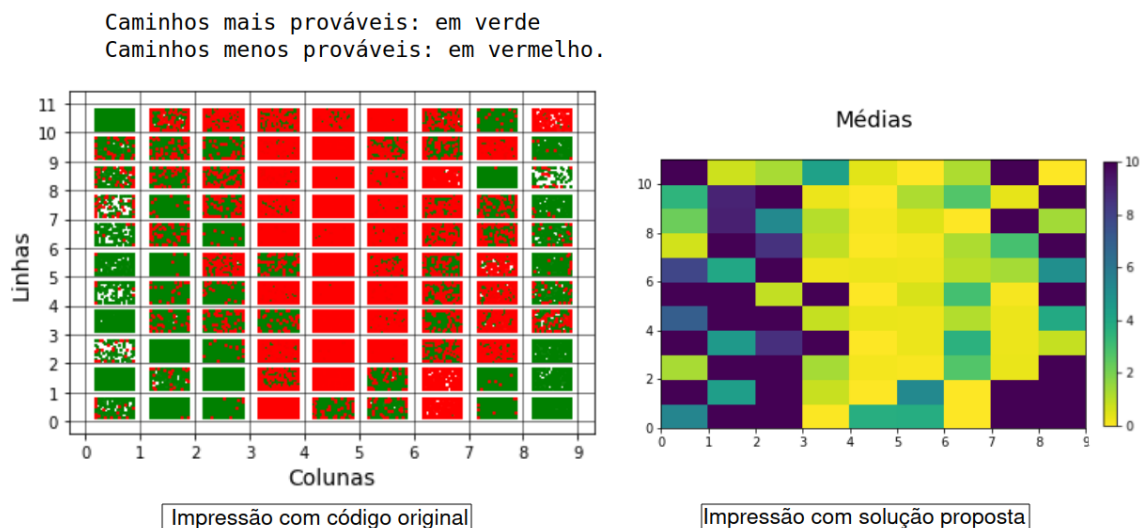 Caminhos mais prováveis: em verde
Caminhos menos prováveis: em vermelho.
11
10
9
8
7
6
5
4
3
2
1
0
Linhas
0 1 2 3 4 5 6 7 8 9
Colunas
Impressão com código original
Médias
10
8
6
4
2
0
0 1 2 3 4 5 6 7 8 9
10
8
6
4
2
0
Impressão com solução proposta